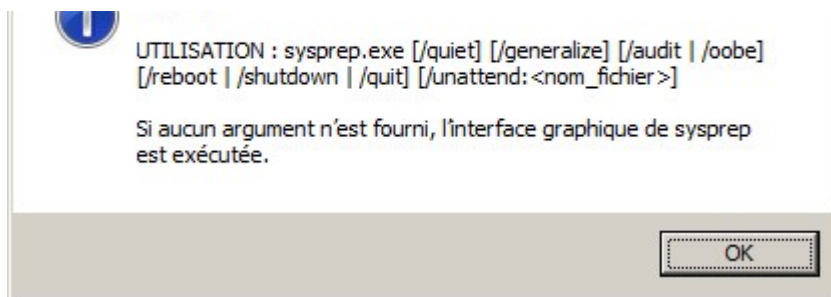 UTILISATION : sysprep.exe [/quiet] [/generalize] [/audit | /oobe]
[/reboot | /shutdown | /quit] [/unattend:<nom_fichier>]
Si aucun argument n’est fourni, l’interface graphique de sysprep
est exécutée.
OK